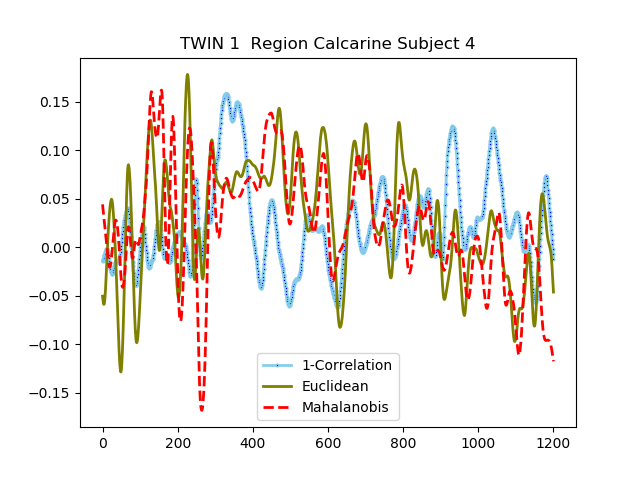 TWIN 1  Region Calcarine Subject 4
0.15
0.10
0.05
0.00
−0.05
−0.10
−0.15
0 200 400 600 800 1000 1200
1-Correlation
Euclidean
Mahalanobis